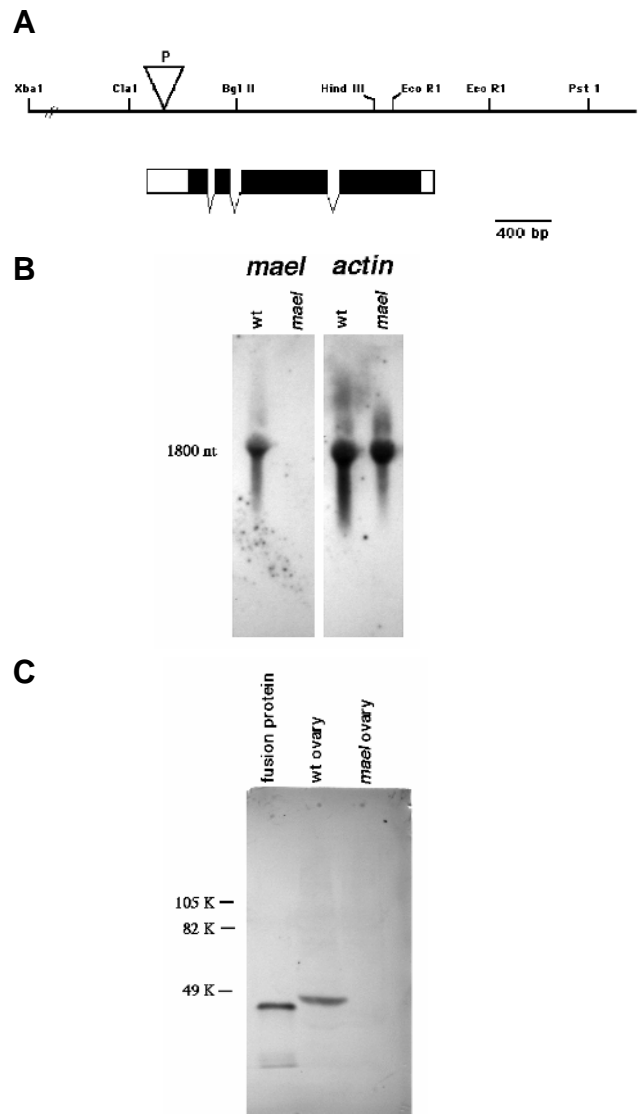 A
P
Xba1 Cla1 Bgl II Hind III Eco R1 Eco R1 Pst 1
400 bp
B
mael actin
wt mael wt mael
1800 nt
C
fusion protein wt ovary mael ovary
105 K
82 K
49 K